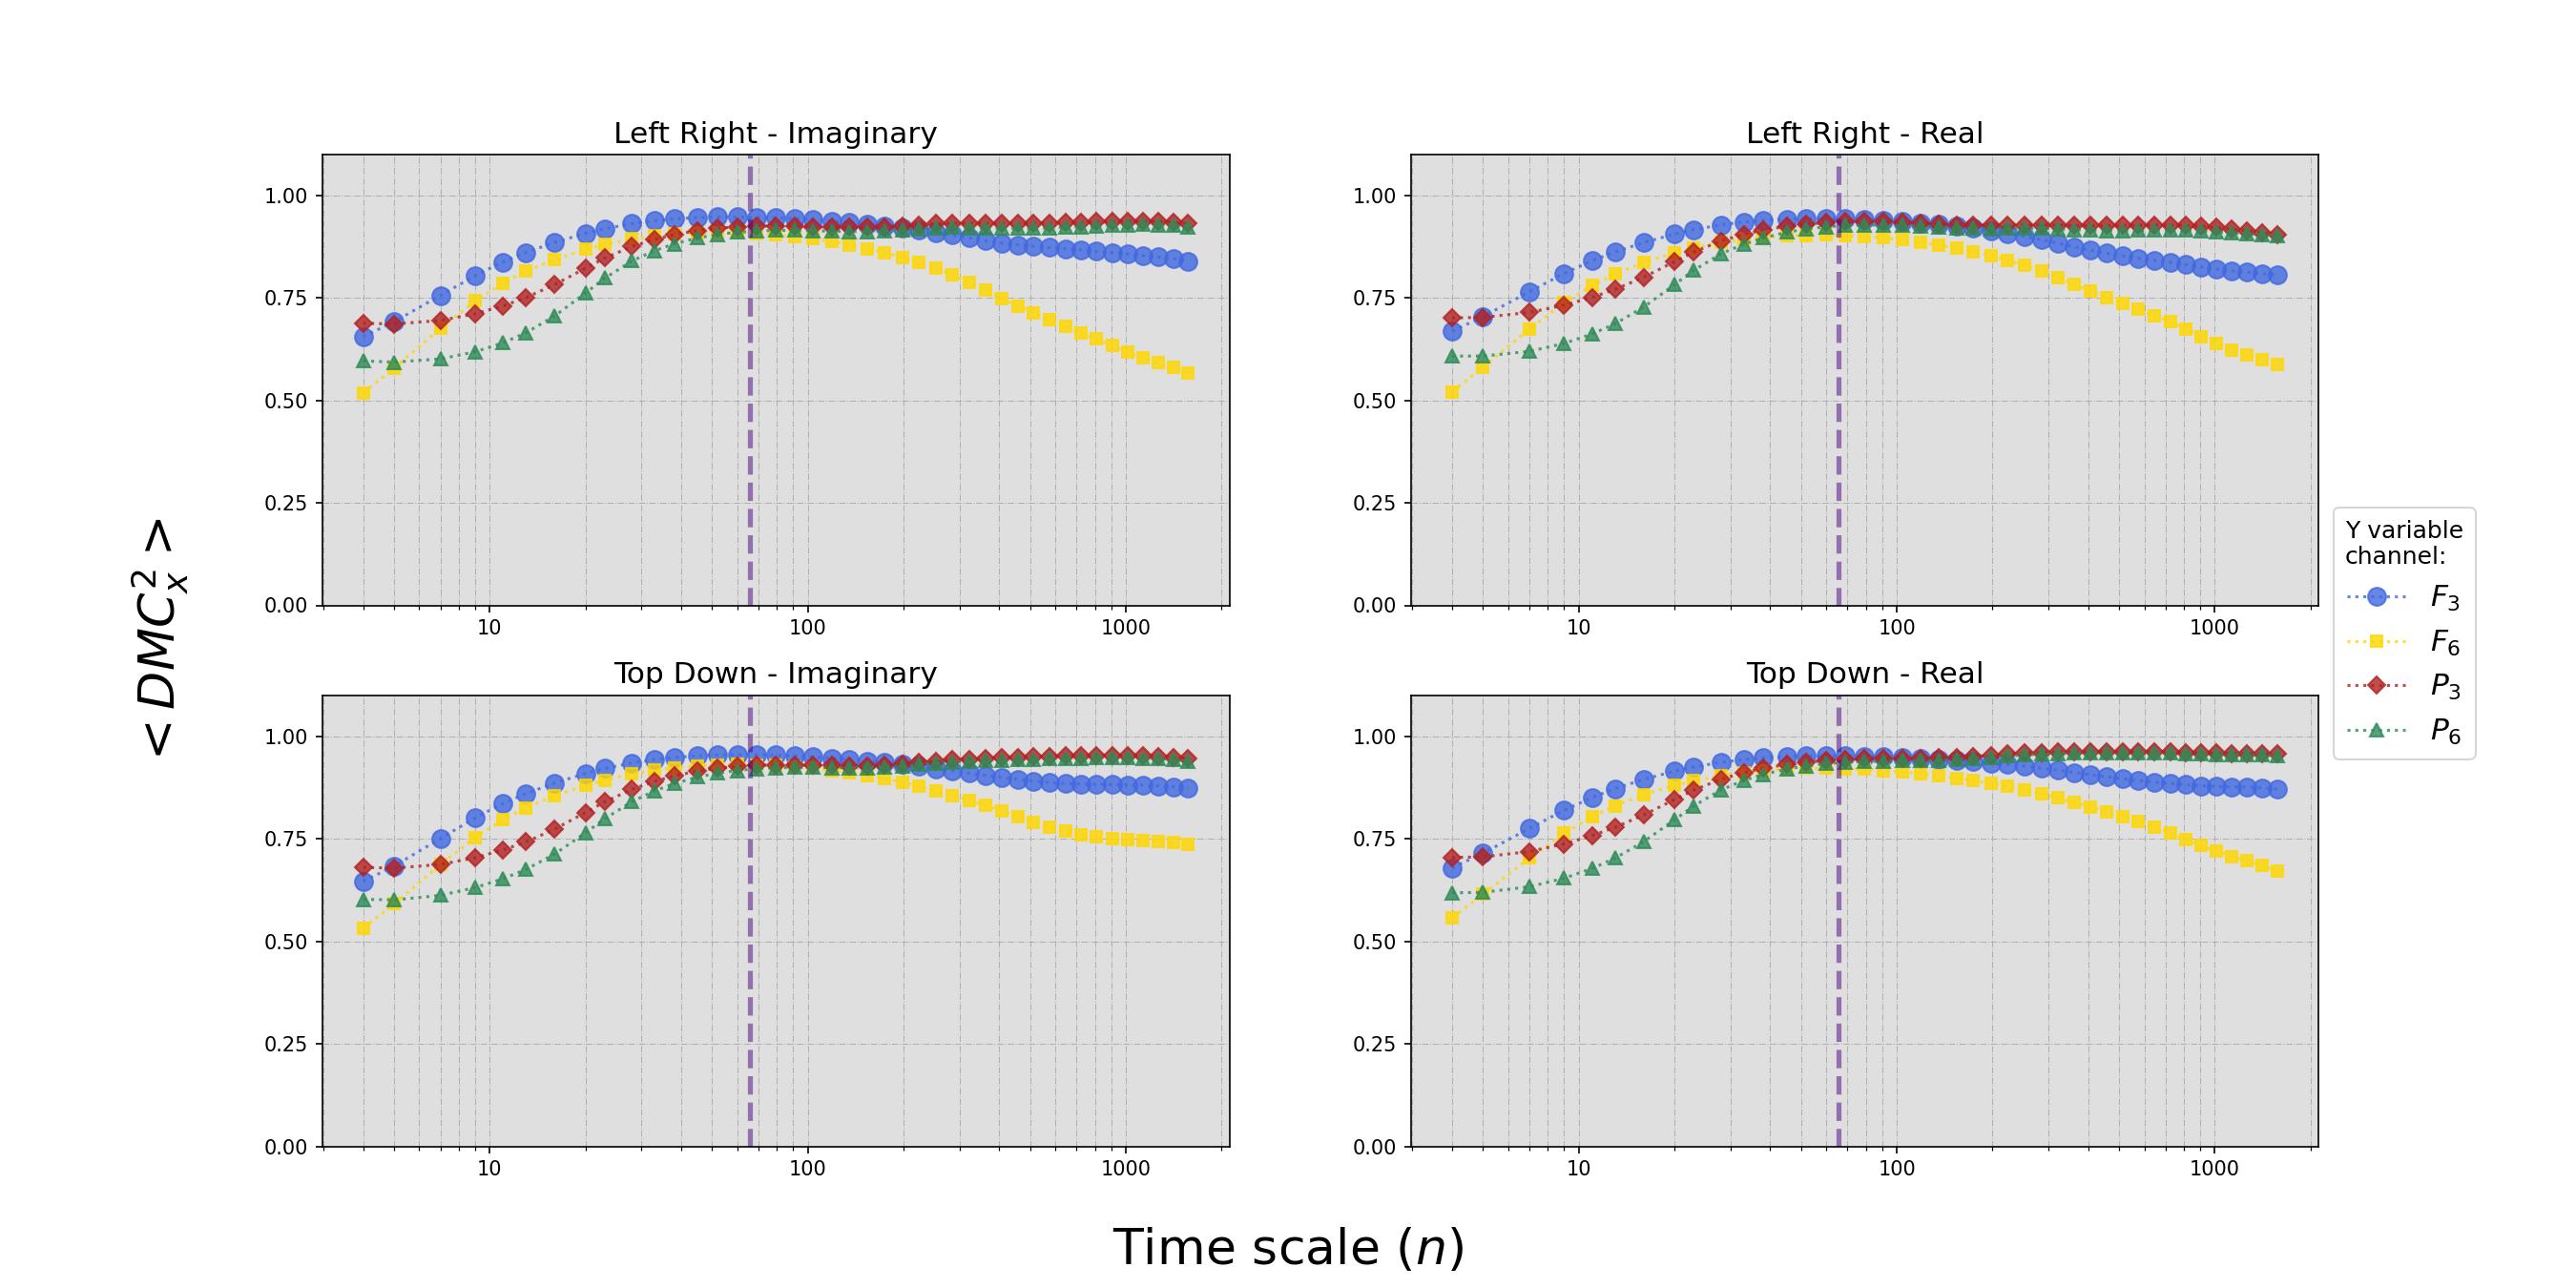 Left Right - Imaginary
1.00
0.75
0.50
0.25
0.00
10 100 1000
Left Right - Real
1.00
0.75
0.50
0.25
0.00
10 100 1000
Top Down - Imaginary
1.00
0.75
0.50
0.25
0.00
10 100 1000
Top Down - Real
1.00
0.75
0.50
0.25
0.00
10 100 1000
< DMC²ₓ >
Time scale (n)
Y variable
channel:
F₃
F₆
P₃
P₆